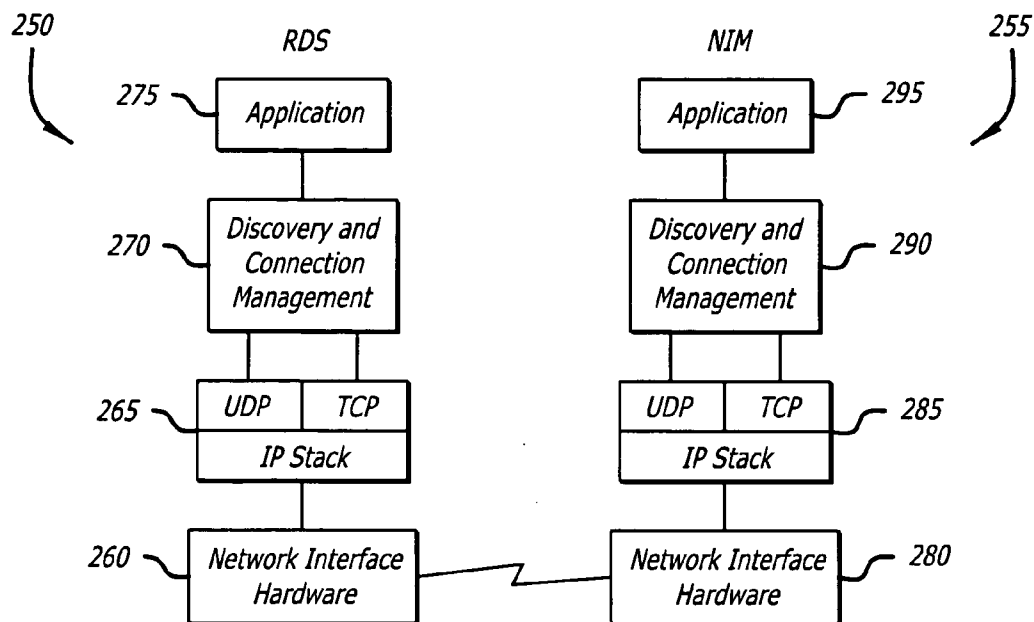 250
RDS
NIM
255
275
Application
Application
295
270
Discovery and
Connection
Management
Discovery and
Connection
Management
290
265
UDP
TCP
IP Stack
UDP
TCP
IP Stack
285
260
Network Interface
Hardware
Network Interface
Hardware
280